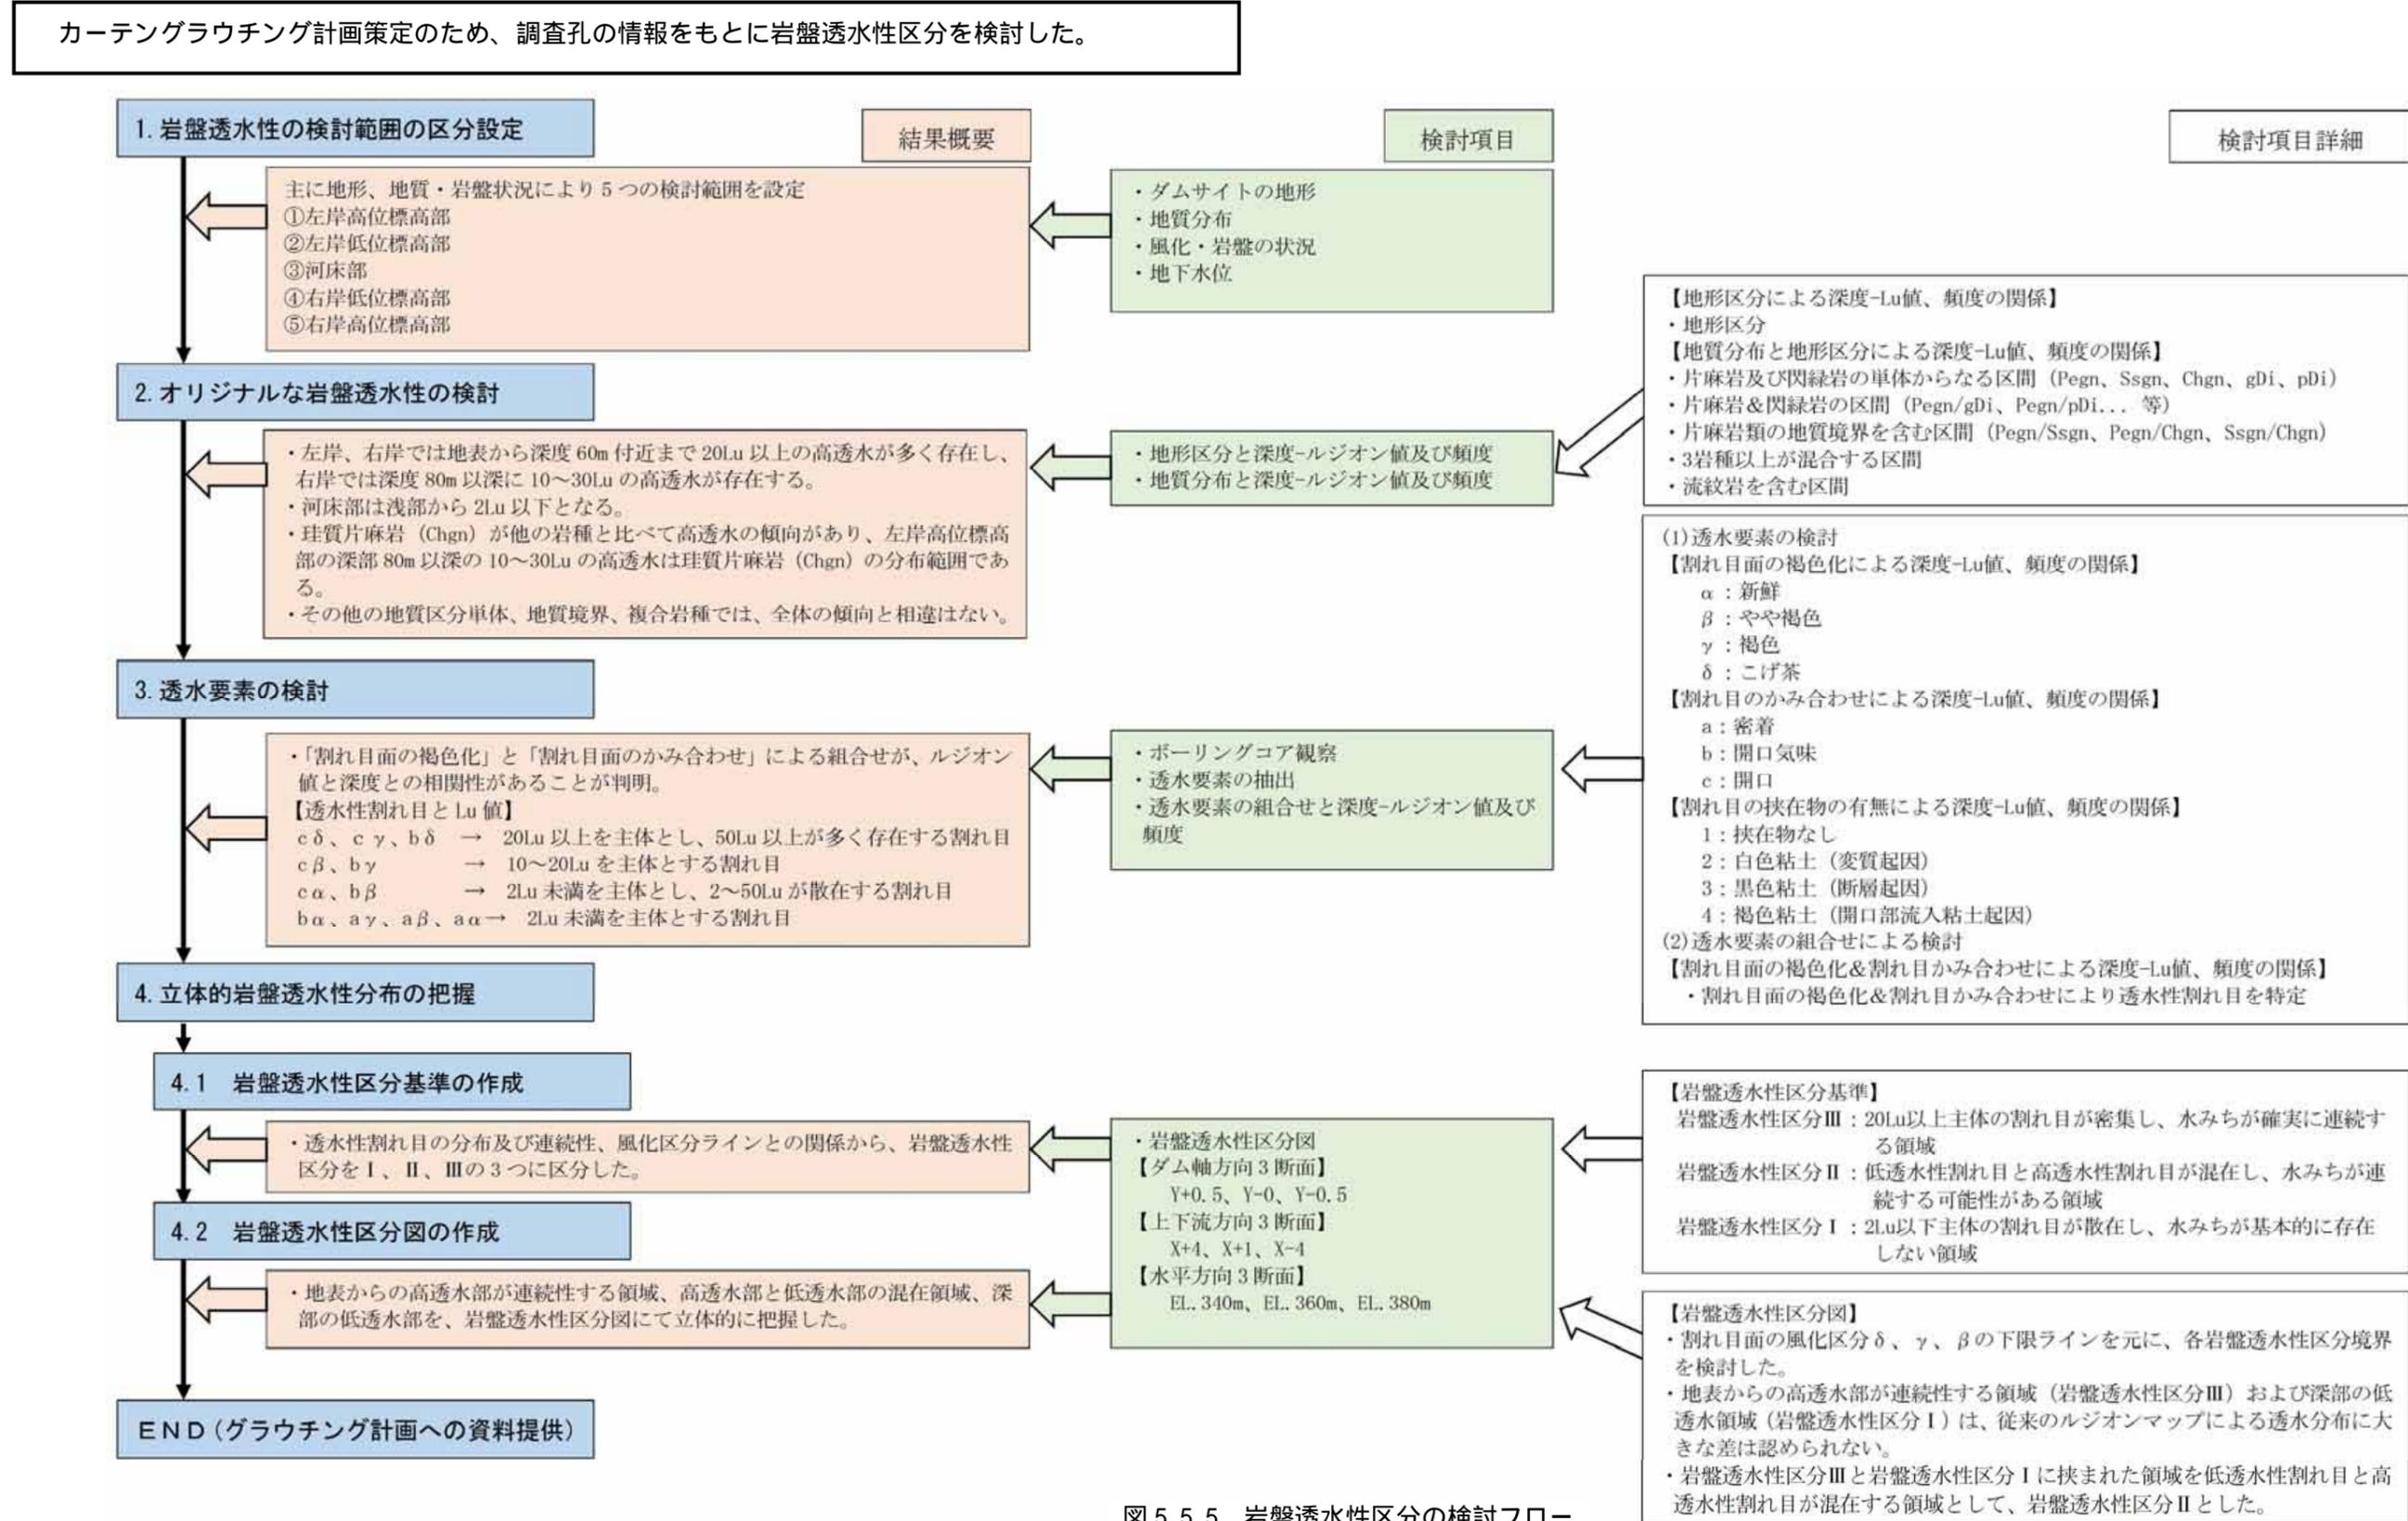 カーテングラウチング計画策定のため、調査孔の情報をもとに岩盤透水性区分を検討した。
1. 岩盤透水性の検討範囲の区分設定
結果概要
検討項目
検討項目詳細
主に地形、地質・岩盤状況により 5 つの検討範囲を設定
①左岸高位標高部
②左岸低位標高部
③河床部
④右岸低位標高部
⑤右岸高位標高部
・ダムサイトの地形
・地質分布
・風化・岩盤の状況
・地下水位
2. オリジナルな岩盤透水性の検討
・左岸、右岸では地表から深度 60m 付近まで 20Lu 以上の高透水が多く存在し、
右岸では深度 80m 以深に 10～30Lu の高透水が存在する。
・河床部は浅部から 2Lu 以下となる。
・珪質片麻岩（Chgn）が他の岩種と比べて高透水の傾向があり、左岸高位標高
部の深部 80m 以深の 10～30Lu の高透水は珪質片麻岩（Chgn）の分布範囲であ
る。
・その他の地質区分単体、地質境界、複合岩種では、全体の傾向と相違はない。
・地形区分と深度-ルジオン値及び頻度
・地質分布と深度-ルジオン値及び頻度
【地形区分による深度-Lu値、頻度の関係】
・地形区分
【地質分布と地形区分による深度-Lu値、頻度の関係】
・片麻岩及び閃緑岩の単体からなる区間（Pegn、Ssgn、Chgn、gDi、pDi）
・片麻岩＆閃緑岩の区間（Pegn/gDi、Pegn/pDi... 等）
・片麻岩類の地質境界を含む区間（Pegn/Ssgn、Pegn/Chgn、Ssgn/Chgn）
・3岩種以上が混合する区間
・流紋岩を含む区間
3. 透水要素の検討
・「割れ目面の褐色化」と「割れ目面のかみ合わせ」による組合せが、ルジオン
値と深度との相関性があることが判明。
【透水性割れ目と Lu 値】
cδ、cγ、bδ → 20Lu 以上を主体とし、50Lu 以上が多く存在する割れ目
cβ、bγ → 10～20Lu を主体とする割れ目
cα、bβ → 2Lu 未満を主体とし、2～50Lu が散在する割れ目
bα、aγ、aβ、aα→ 2Lu 未満を主体とする割れ目
・ボーリングコア観察
・透水要素の抽出
・透水要素の組合せと深度-ルジオン値及び
頻度
(1)透水要素の検討
【割れ目面の褐色化による深度-Lu値、頻度の関係】
α：新鮮
β：やや褐色
γ：褐色
δ：こげ茶
【割れ目のかみ合わせによる深度-Lu値、頻度の関係】
a：密着
b：開口気味
c：開口
【割れ目の挟在物の有無による深度-Lu値、頻度の関係】
1：挟在物なし
2：白色粘土（変質起因）
3：黒色粘土（断層起因）
4：褐色粘土（開口部流入粘土起因）
(2)透水要素の組合せによる検討
【割れ目面の褐色化＆割れ目かみ合わせによる深度-Lu値、頻度の関係】
・割れ目面の褐色化＆割れ目かみ合わせにより透水性割れ目を特定
4. 立体的岩盤透水性分布の把握
4.1 岩盤透水性区分基準の作成
・透水性割れ目の分布及び連続性、風化区分ラインとの関係から、岩盤透水性
区分をⅠ、Ⅱ、Ⅲの 3 つに区分した。
4.2 岩盤透水性区分図の作成
・地表からの高透水部が連続性する領域、高透水部と低透水部の混在領域、深
部の低透水部を、岩盤透水性区分図にて立体的に把握した。
・岩盤透水性区分図
【ダム軸方向 3 断面】
Y+0.5、Y-0、Y-0.5
【上下流方向 3 断面】
X+4、X+1、X-4
【水平方向 3 断面】
EL.340m、EL.360m、EL.380m
【岩盤透水性区分基準】
岩盤透水性区分Ⅲ：20Lu以上主体の割れ目が密集し、水みちが確実に連続す
る領域
岩盤透水性区分Ⅱ：低透水性割れ目と高透水性割れ目が混在し、水みちが連
続する可能性がある領域
岩盤透水性区分Ⅰ：2Lu以下主体の割れ目が散在し、水みちが基本的に存在
しない領域
【岩盤透水性区分図】
・割れ目面の風化区分δ、γ、βの下限ラインを元に、各岩盤透水性区分境界
を検討した。
・地表からの高透水部が連続性する領域（岩盤透水性区分Ⅲ）および深部の低
透水領域（岩盤透水性区分Ⅰ）は、従来のルジオンマップによる透水分布に大
きな差は認められない。
・岩盤透水性区分Ⅲと岩盤透水性区分Ⅰに挟まれた領域を低透水性割れ目と高
透水性割れ目が混在する領域として、岩盤透水性区分Ⅱとした。
ＥＮＤ（グラウチング計画への資料提供）
図 5.5.5 岩盤透水性区分の検討フロー